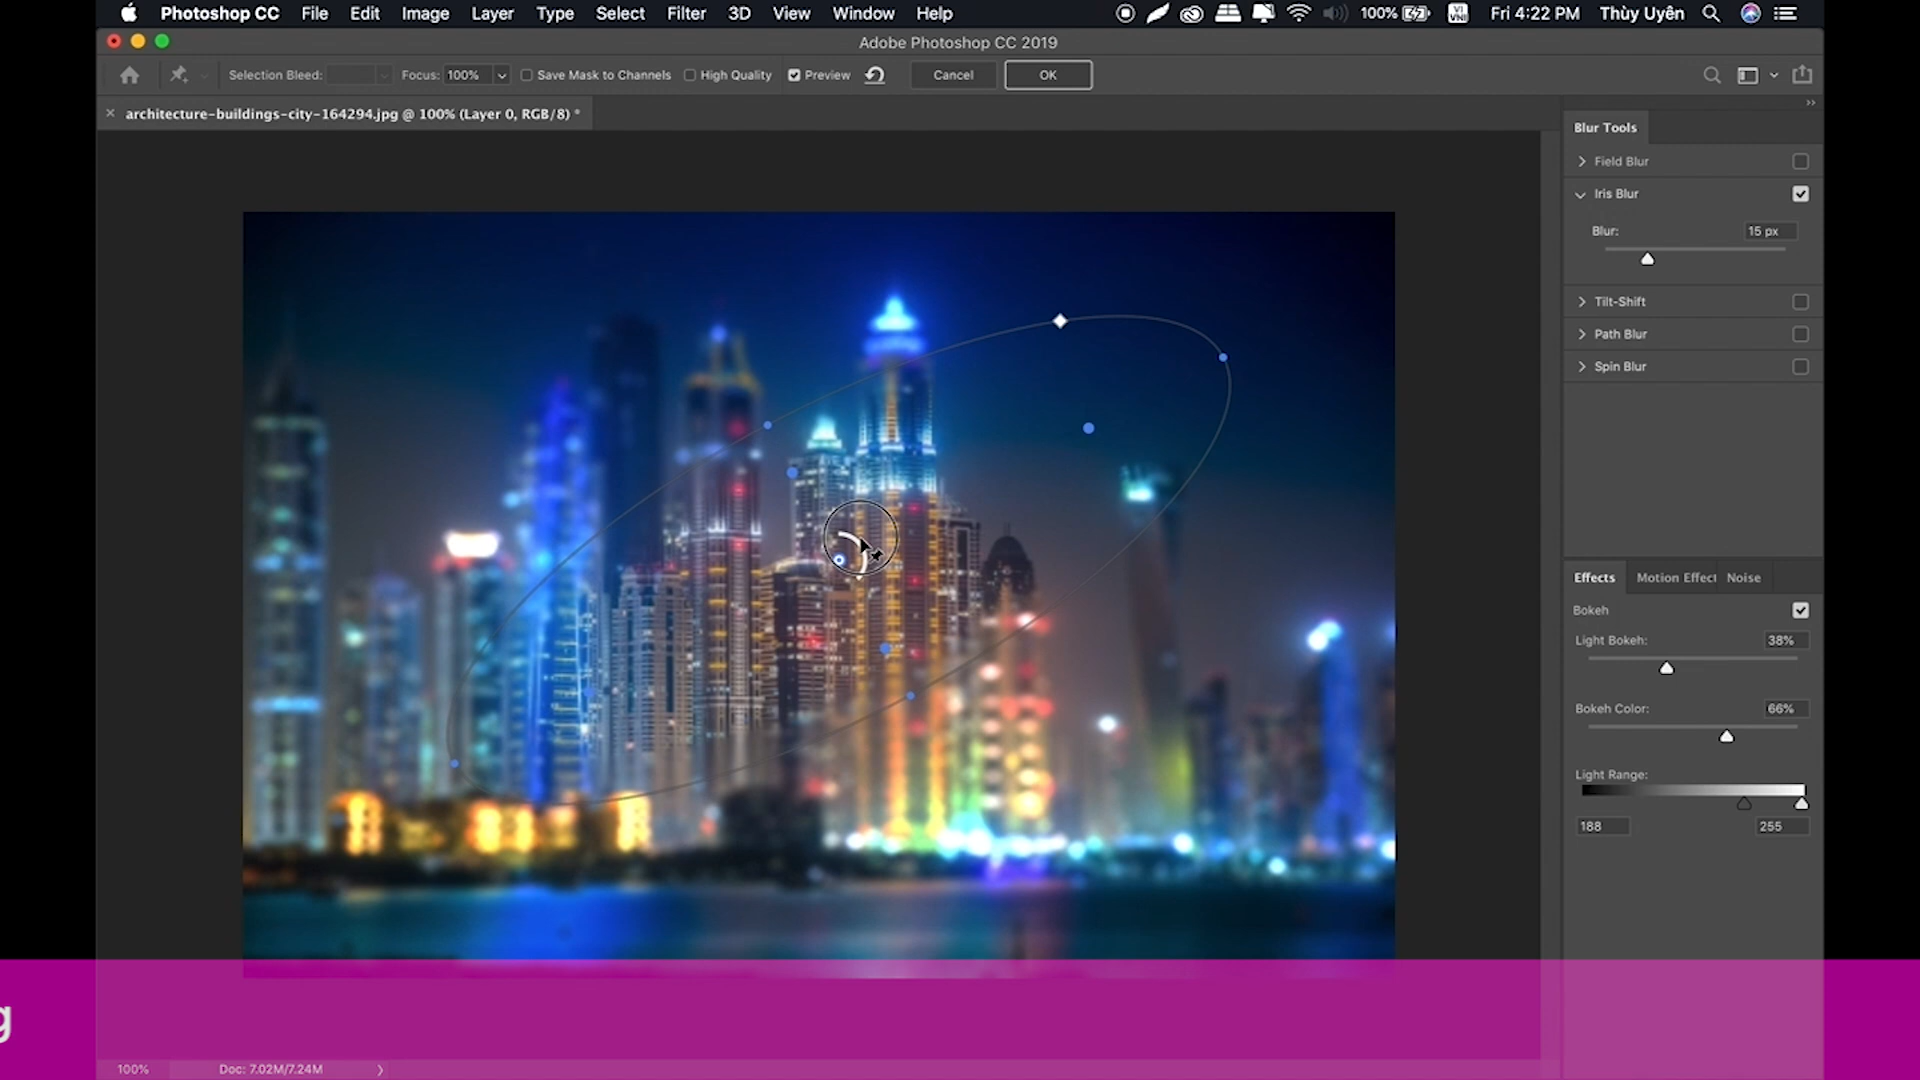 Photoshop CC File Edit Image Layer Type Select Filter 3D View Window Help 100% VI VNI Fri 4:22 PM Thùy Uyên
Adobe Photoshop CC 2019
Selection Bleed: Focus: 100% Save Mask to Channels High Quality Preview Cancel OK
architecture-buildings-city-164294.jpg @ 100% (Layer 0, RGB/8) *
Blur Tools
Field Blur
Iris Blur
Blur: 15 px
Tilt-Shift
Path Blur
Spin Blur
Effects Motion Effect Noise
Bokeh
Light Bokeh: 38%
Bokeh Color: 66%
Light Range:
188 255
g
100% Doc: 7.02M/7.24M